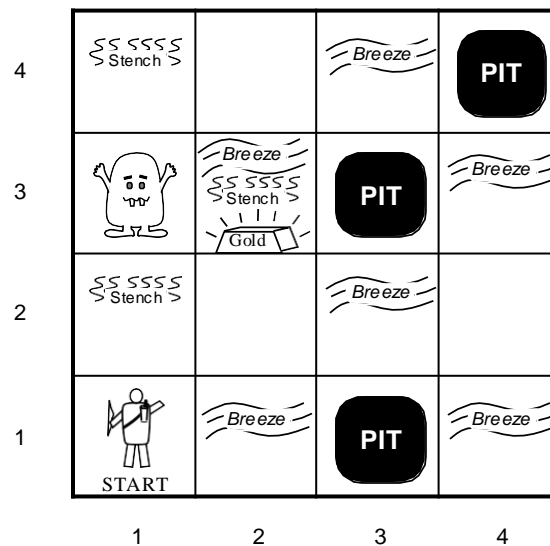 4
Stench
Breeze
PIT
3
Breeze
Stench
Gold
PIT
Breeze
2
Stench
Breeze
1
START
Breeze
PIT
Breeze
1 2 3 4